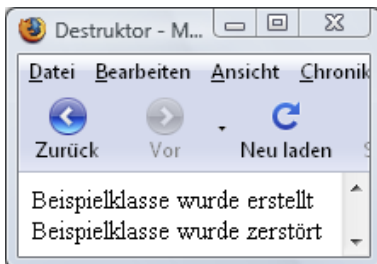 Destruktor - M...
Datei Bearbeiten Ansicht Chronik
Zurück Vor Neu laden
Beispielklasse wurde erstellt
Beispielklasse wurde zerstört